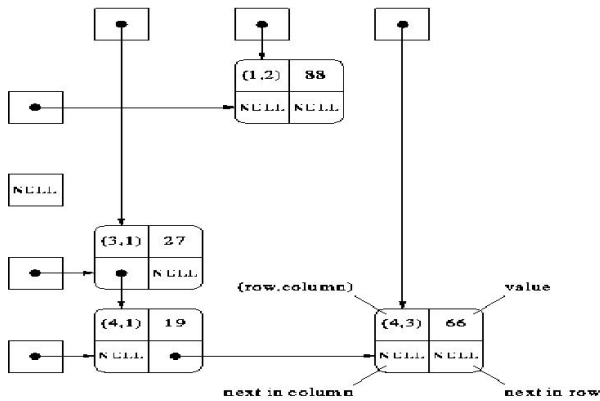 (1,2) 88
NULL NULL
NULL
(3,1) 27
NULL
(row,column) value
(4,1) 19
(4,3) 66
NULL
NULL NULL
next in column next in row